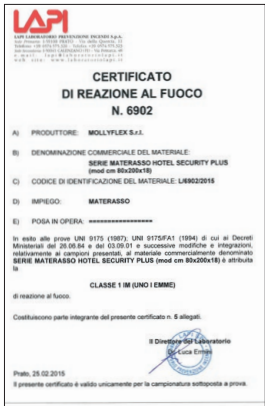 LAPI
LAPI LABORATORIO PREVENZIONE INCENDI S.p.A.
CERTIFICATO
DI REAZIONE AL FUOCO
N. 6902
A) PRODUTTORE: MOLLYFLEX S.r.l.
B) DENOMINAZIONE COMMERCIALE DEL MATERIALE:
SERIE MATERASSO HOTEL SECURITY PLUS
(mod cm 80x200x18)
C) CODICE DI IDENTIFICAZIONE DEL MATERIALE: L/6902/2015
D) IMPIEGO: MATERASSO
E) POSA IN OPERA: =================
In esito alle prove UNI 9175 (1987); UNI 9175/FA1 (1994) di cui ai Decreti
Ministeriali del 26.06.84 e del 03.09.01 e successive modifiche e integrazioni,
relativamente ai campioni presentati, al materiale commercialmente denominato
SERIE MATERASSO HOTEL SECURITY PLUS (mod cm 80x200x18) è attribuita
la
CLASSE 1 IM (UNO I EMME)
di reazione al fuoco.
Costituiscono parte integrante del presente certificato n. 5 allegati.
Il Direttore del Laboratorio
Luca Ermini
Prato, 25.02.2015
Il presente certificato è valido unicamente per la campionatura sottoposta a prova.